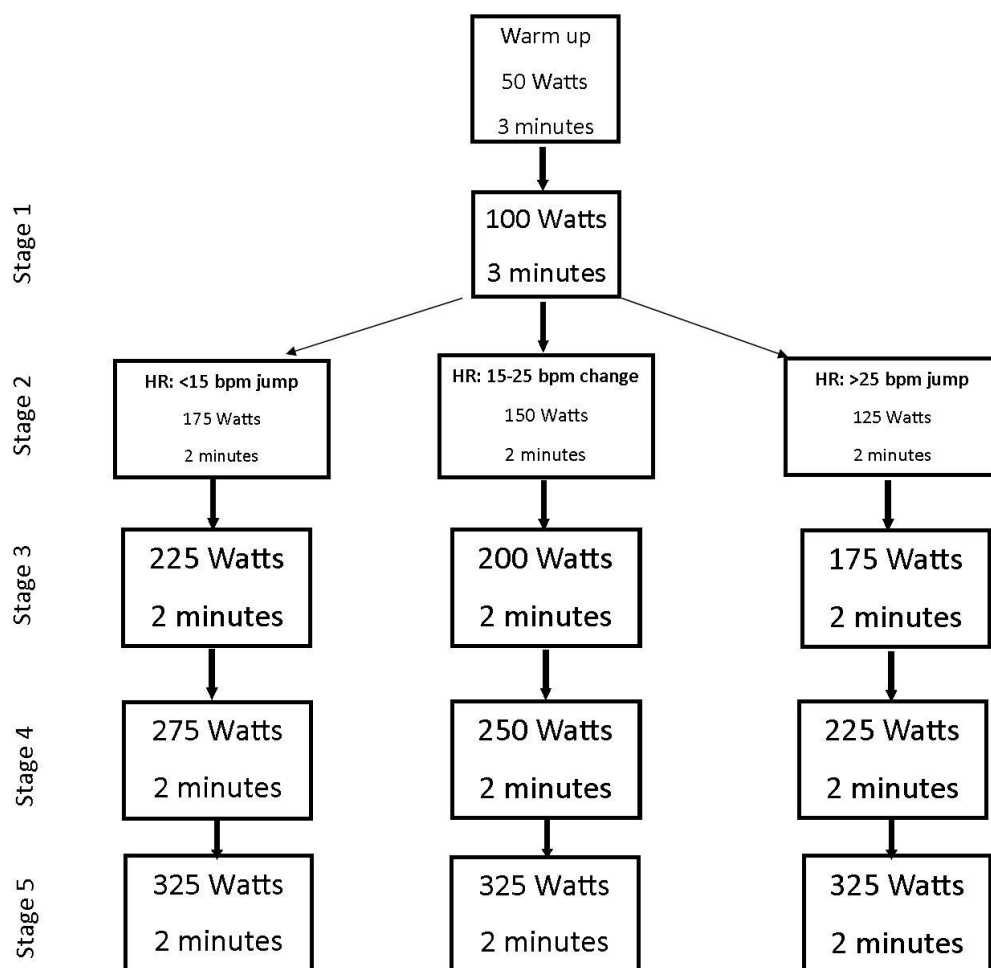 Warm up
50 Watts
3 minutes
Stage 1
100 Watts
3 minutes
Stage 2
HR: <15 bpm jump
175 Watts
2 minutes
HR: 15-25 bpm change
150 Watts
2 minutes
HR: >25 bpm jump
125 Watts
2 minutes
Stage 3
225 Watts
2 minutes
200 Watts
2 minutes
175 Watts
2 minutes
Stage 4
275 Watts
2 minutes
250 Watts
2 minutes
225 Watts
2 minutes
Stage 5
325 Watts
2 minutes
325 Watts
2 minutes
325 Watts
2 minutes